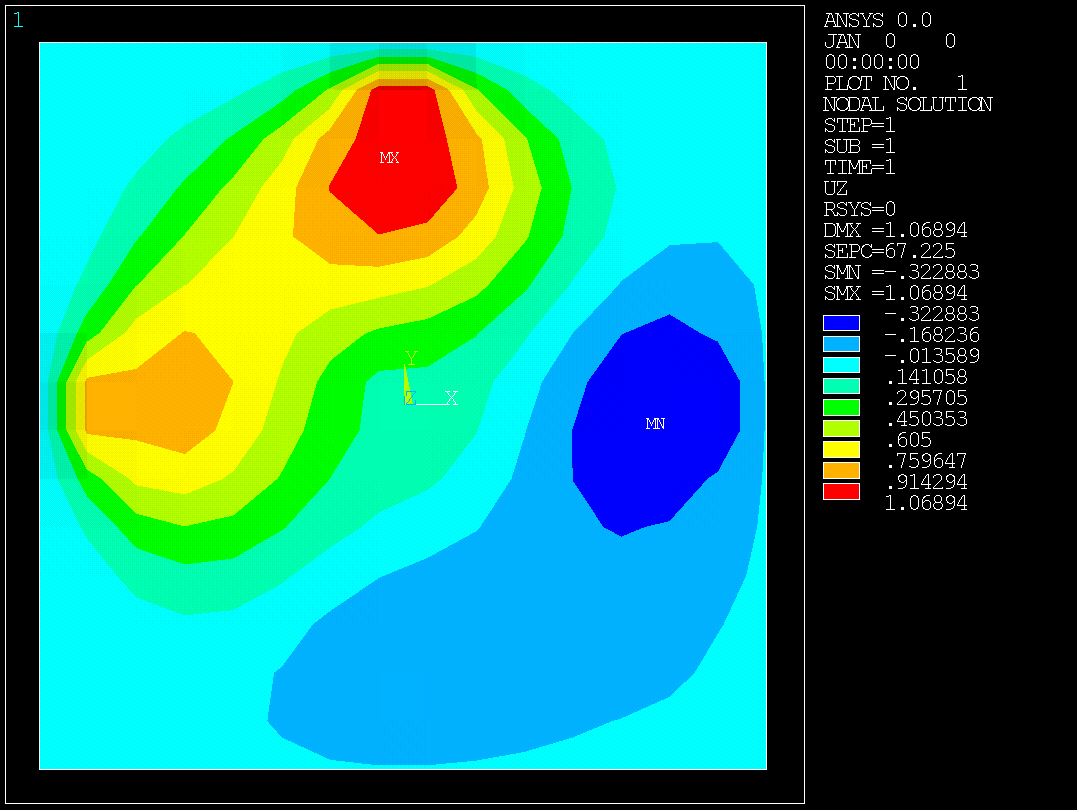 1
ANSYS 0.0
JAN 0 0
00:00:00
PLOT NO. 1
NODAL SOLUTION
STEP=1
SUB =1
TIME=1
UZ
RSYS=0
DMX =1.06894
SEPC=67.225
SMN =-.322883
SMX =1.06894
-.322883
-.168236
-.013589
.141058
.295705
.450353
.605
.759647
.914294
1.06894
MX
Y
Z X
MN